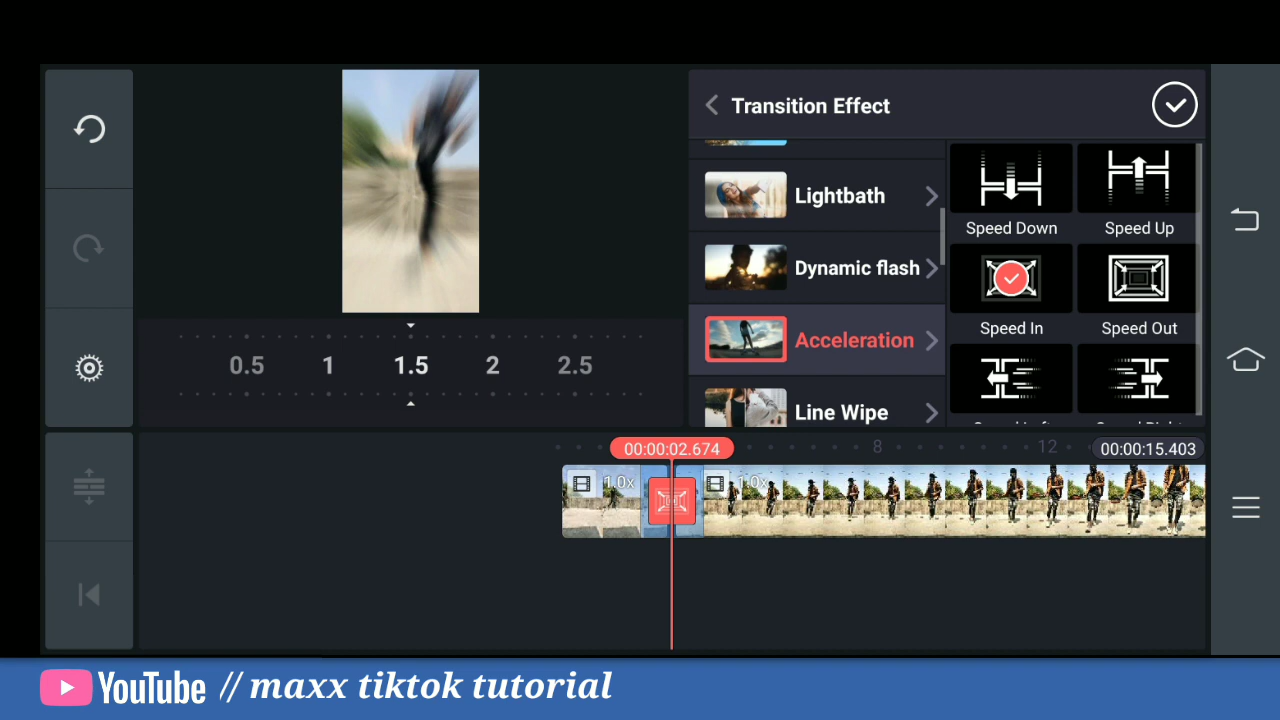 Transition Effect
Lightbath
Dynamic flash
Acceleration
Line Wipe
Speed Down
Speed Up
Speed In
Speed Out
0.5 1 1.5 2 2.5
00:00:02.674
8
12
00:00:15.403
1.0x
1.0x
YouTube // maxx tiktok tutorial